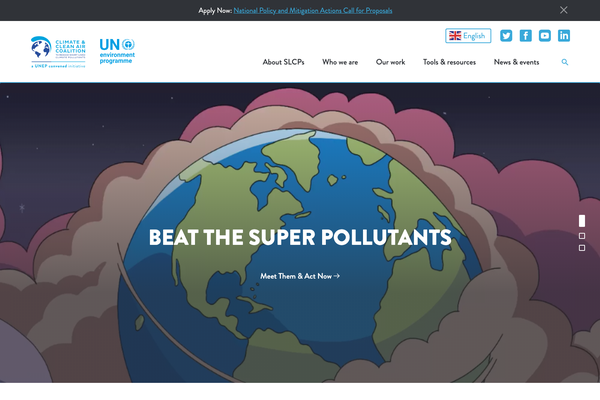 Apply Now: National Policy and Mitigation Actions Call for Proposals
English
CLIMATE &
CLEAN AIR
COALITION
A UNEP convened initiative
UN
environment
programme
About SLCPs
Who we are
Our work
Tools & resources
News & events
BEAT THE SUPER POLLUTANTS
Meet Them & Act Now →